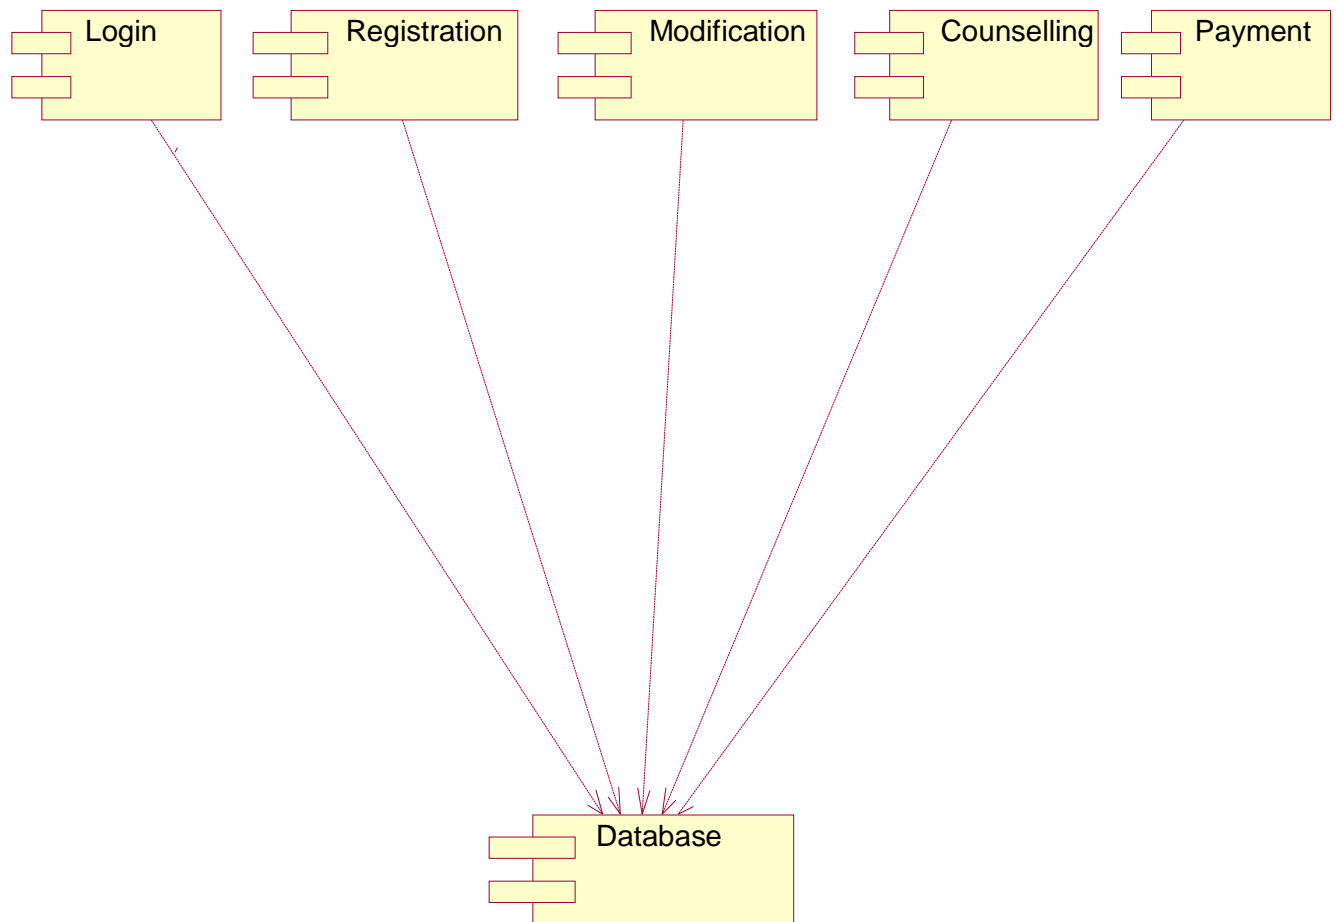 Login
Registration
Modification
Counselling
Payment
Database